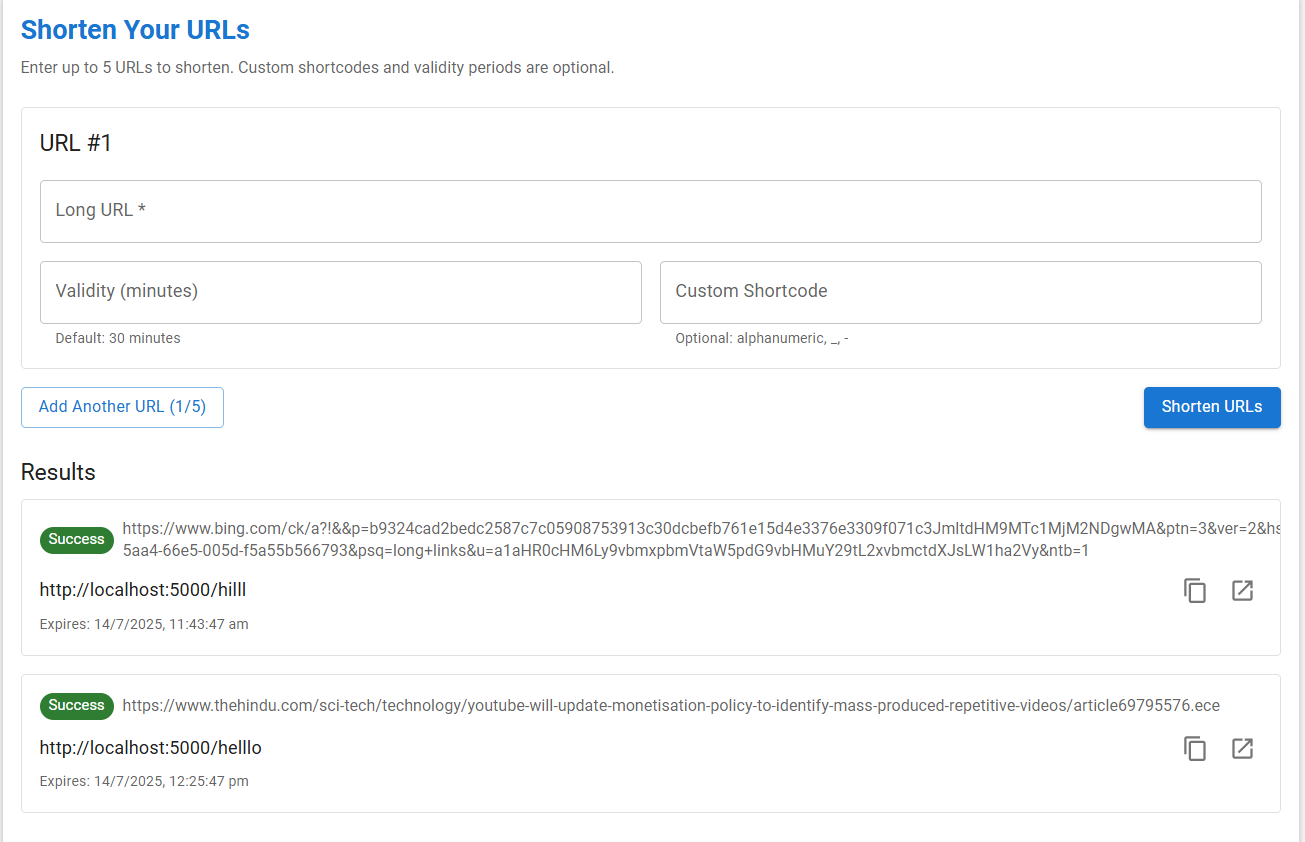 Shorten Your URLs
Enter up to 5 URLs to shorten. Custom shortcodes and validity periods are optional.
URL #1
Long URL *
Validity (minutes)
Custom Shortcode
Default: 30 minutes
Optional: alphanumeric, _, -
Add Another URL (1/5)
Shorten URLs
Results
Success
https://www.bing.com/ck/a?!&&p=b9324cad2bedc2587c7c05908753913c30dcbefb761e15d4e3376e3309f071c3JmltdHM9MTc1MjM2NDgwMA&ptn=3&ver=2&hs
5aa4-66e5-005d-f5a55b566793&psq=long+links&u=a1aHR0cHM6Ly9vbmxpbmVtaW5pdG9vbHMuY29tL2xvbmctdXJsLW1ha2Vy&ntb=1
http://localhost:5000/hilll
Expires: 14/7/2025, 11:43:47 am
Success
https://www.thehindu.com/sci-tech/technology/youtube-will-update-monetisation-policy-to-identify-mass-produced-repetitive-videos/article69795576.ece
http://localhost:5000/helllo
Expires: 14/7/2025, 12:25:47 pm